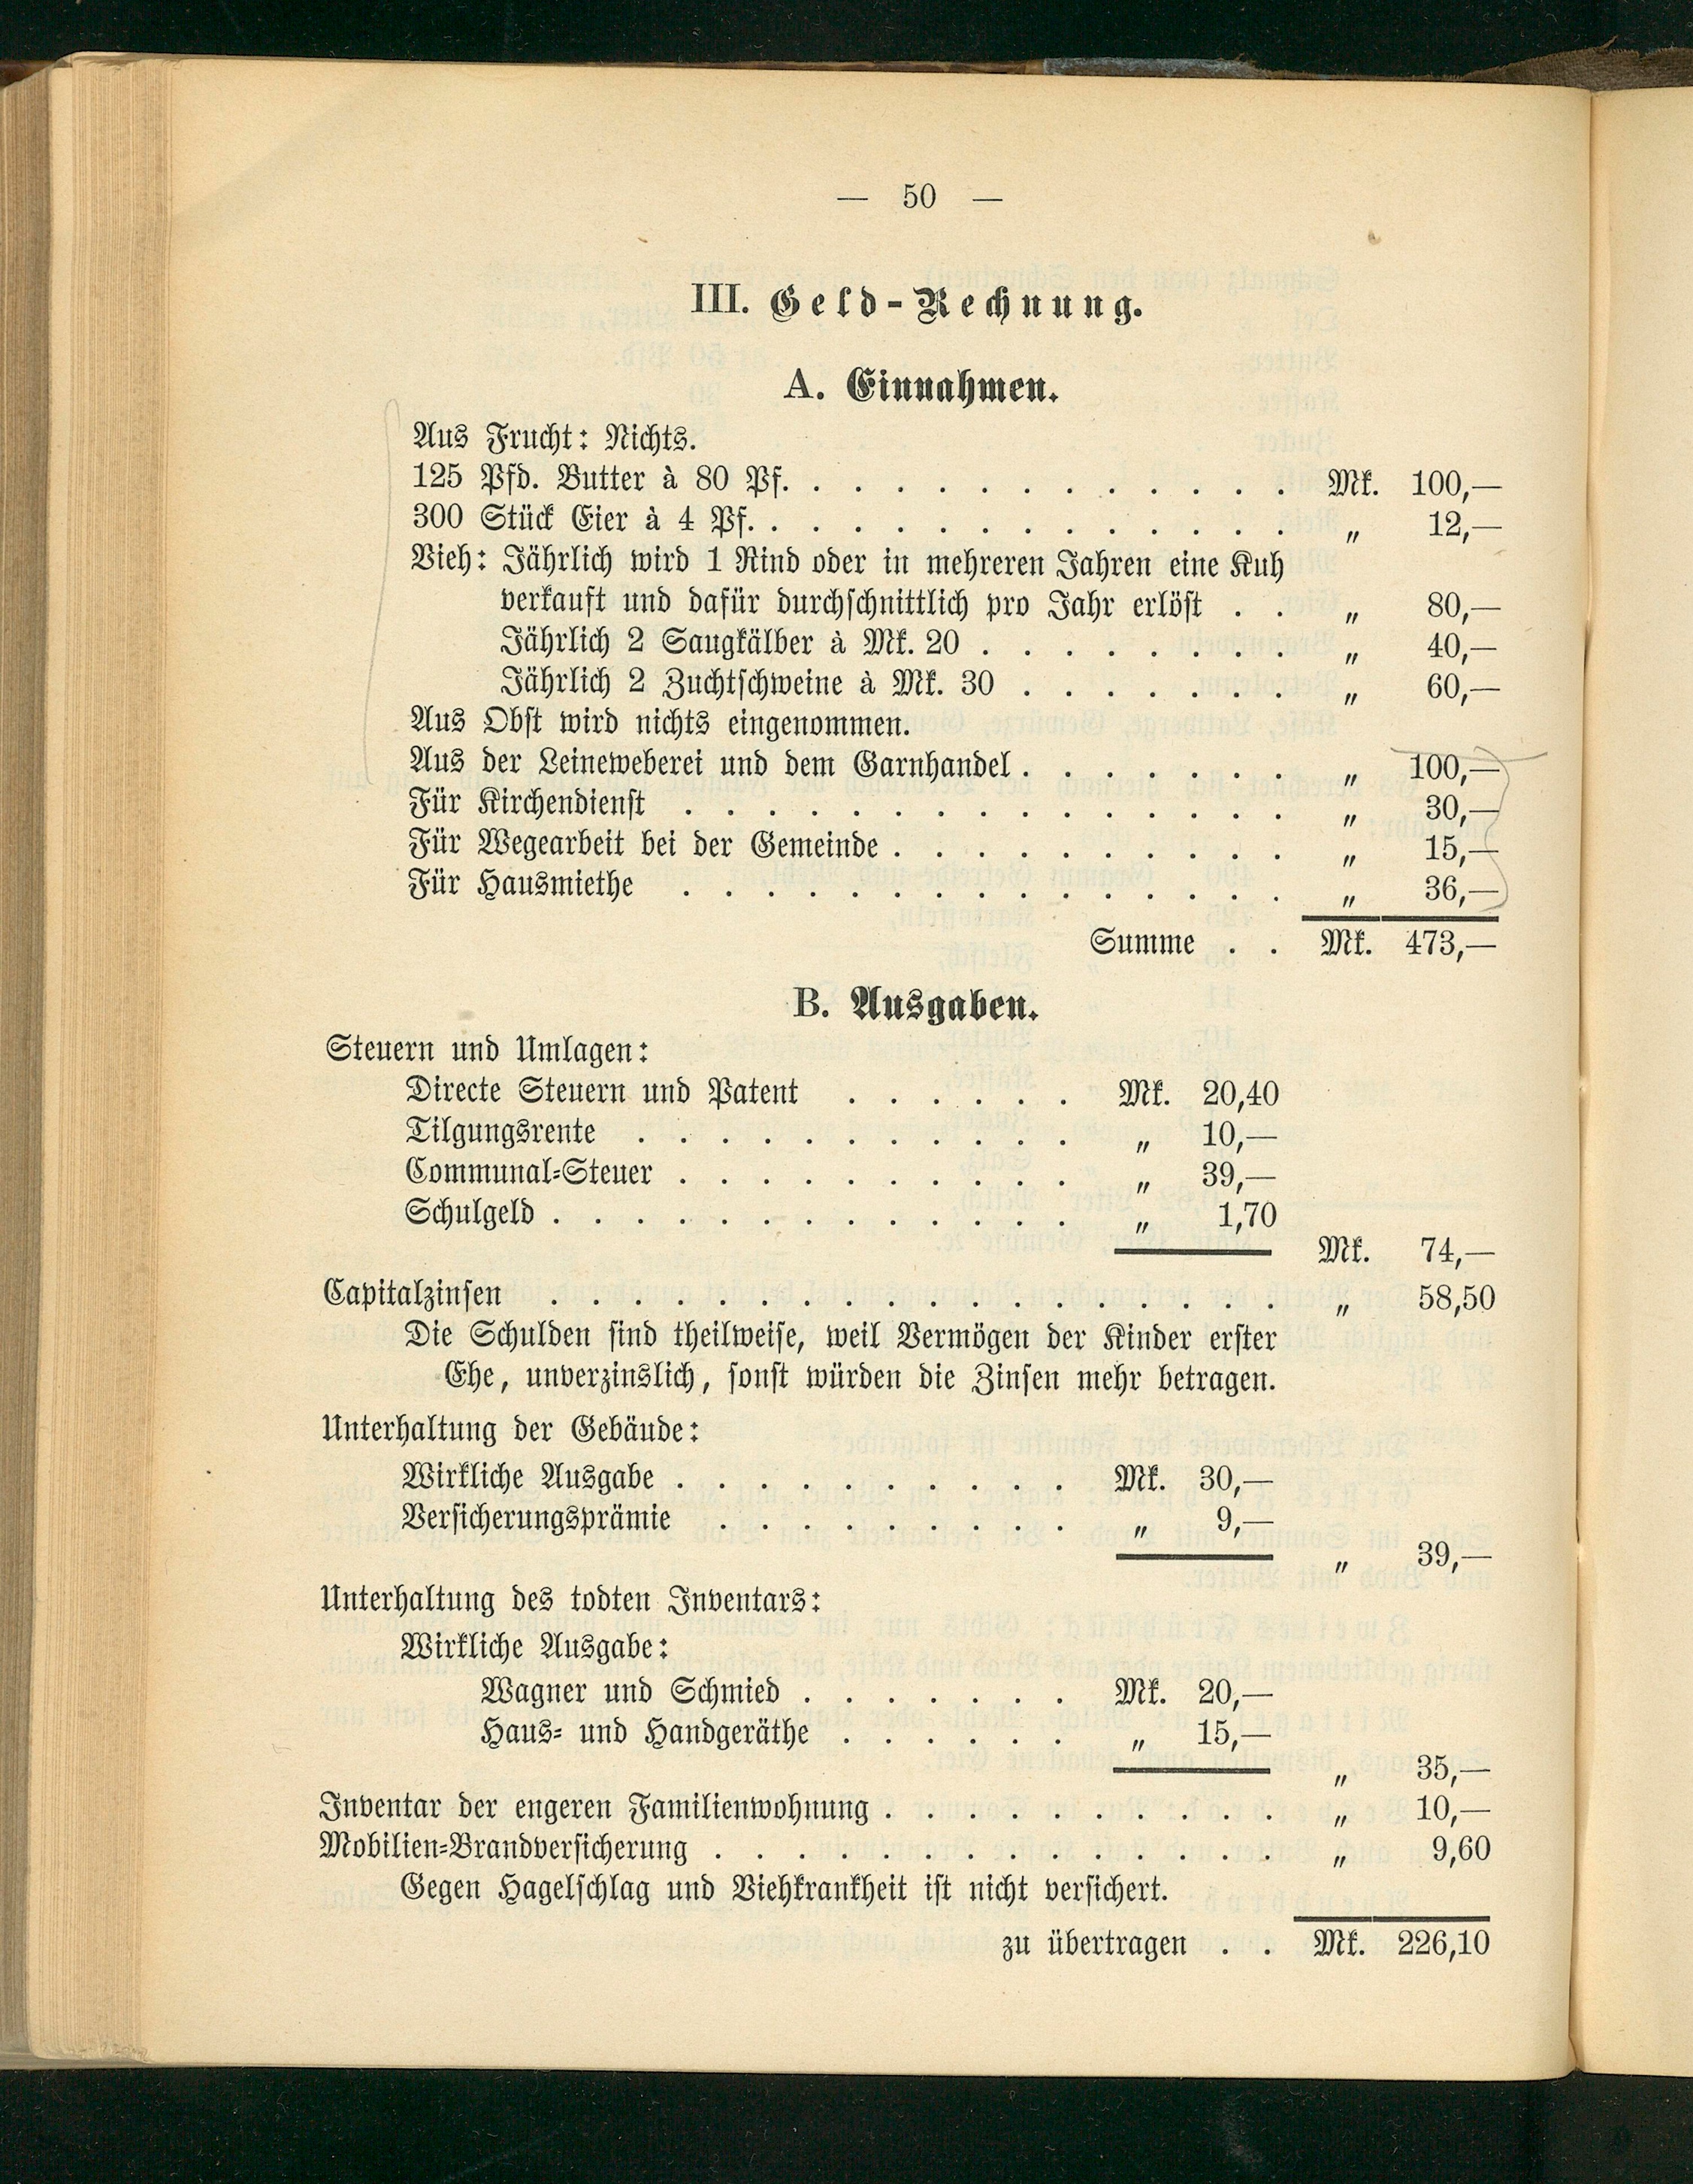 — 50 —
III. Geld-Rechnung.
A. Einnahmen.
Aus Frucht: Nichts.
125 Pfd. Butter à 80 Pf. . . . . . . . . . . . . Mk. 100,—
300 Stück Eier à 4 Pf. . . . . . . . . . . . . . „ 12,—
Vieh: Jährlich wird 1 Rind oder in mehreren Jahren eine Kuh
verkauft und dafür durchschnittlich pro Jahr erlöst . . „ 80,—
Jährlich 2 Saugkälber à Mk. 20 . . . . . . . . „ 40,—
Jährlich 2 Zuchtschweine à Mk. 30 . . . . . . . „ 60,—
Aus Obst wird nichts eingenommen.
Aus der Leineweberei und dem Garnhandel . . . . . . . „ 100,—
Für Kirchendienst . . . . . . . . . . . . . . . „ 30,—
Für Wegearbeit bei der Gemeinde . . . . . . . . . . „ 15,—
Für Hausmiethe . . . . . . . . . . . . . . . „ 36,—
Summe . . Mk. 473,—
B. Ausgaben.
Steuern und Umlagen:
Directe Steuern und Patent . . . . . . Mk. 20,40
Tilgungsrente . . . . . . . . . . . „ 10,—
Communal-Steuer . . . . . . . . . . „ 39,—
Schulgeld . . . . . . . . . . . . . „ 1,70
Mk. 74,—
Capitalzinsen . . . . . . . . . . . . . . . . . . „ 58,50
Die Schulden sind theilweise, weil Vermögen der Kinder erster
Ehe, unverzinslich, sonst würden die Zinsen mehr betragen.
Unterhaltung der Gebäude:
Wirkliche Ausgabe . . . . . . . . . . Mk. 30,—
Versicherungsprämie . . . . . . . . . „ 9,—
„ 39,—
Unterhaltung des todten Inventars:
Wirkliche Ausgabe:
Wagner und Schmied . . . . . . . Mk. 20,—
Haus- und Handgeräthe . . . . . . „ 15,—
„ 35,—
Inventar der engeren Familienwohnung . . . . . . . . . . „ 10,—
Mobilien-Brandversicherung . . . . . . . . . . . . . . „ 9,60
Gegen Hagelschlag und Viehkrankheit ist nicht versichert.
zu übertragen . . Mk. 226,10